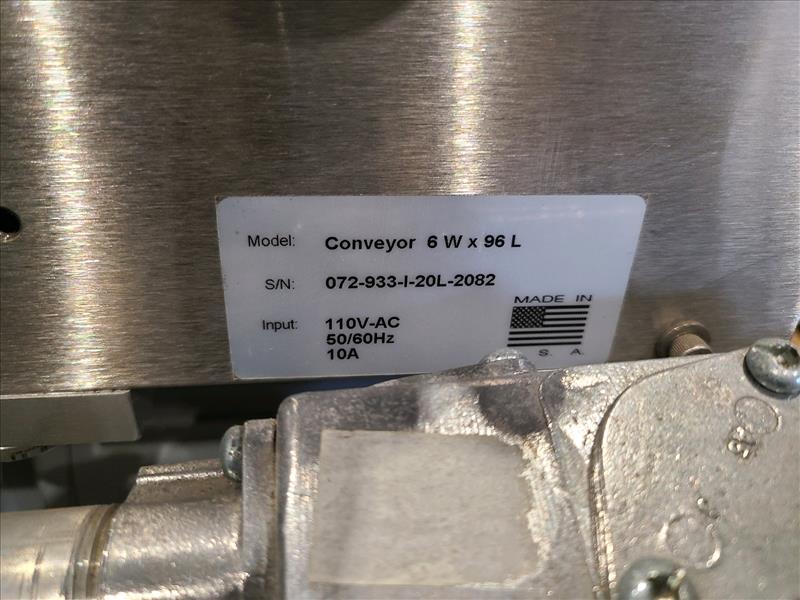 Model: Conveyor 6 W x 96 L
S/N: 072-933-I-20L-2082
Input: 110V-AC
50/60Hz
10A
MADE IN
S. A.